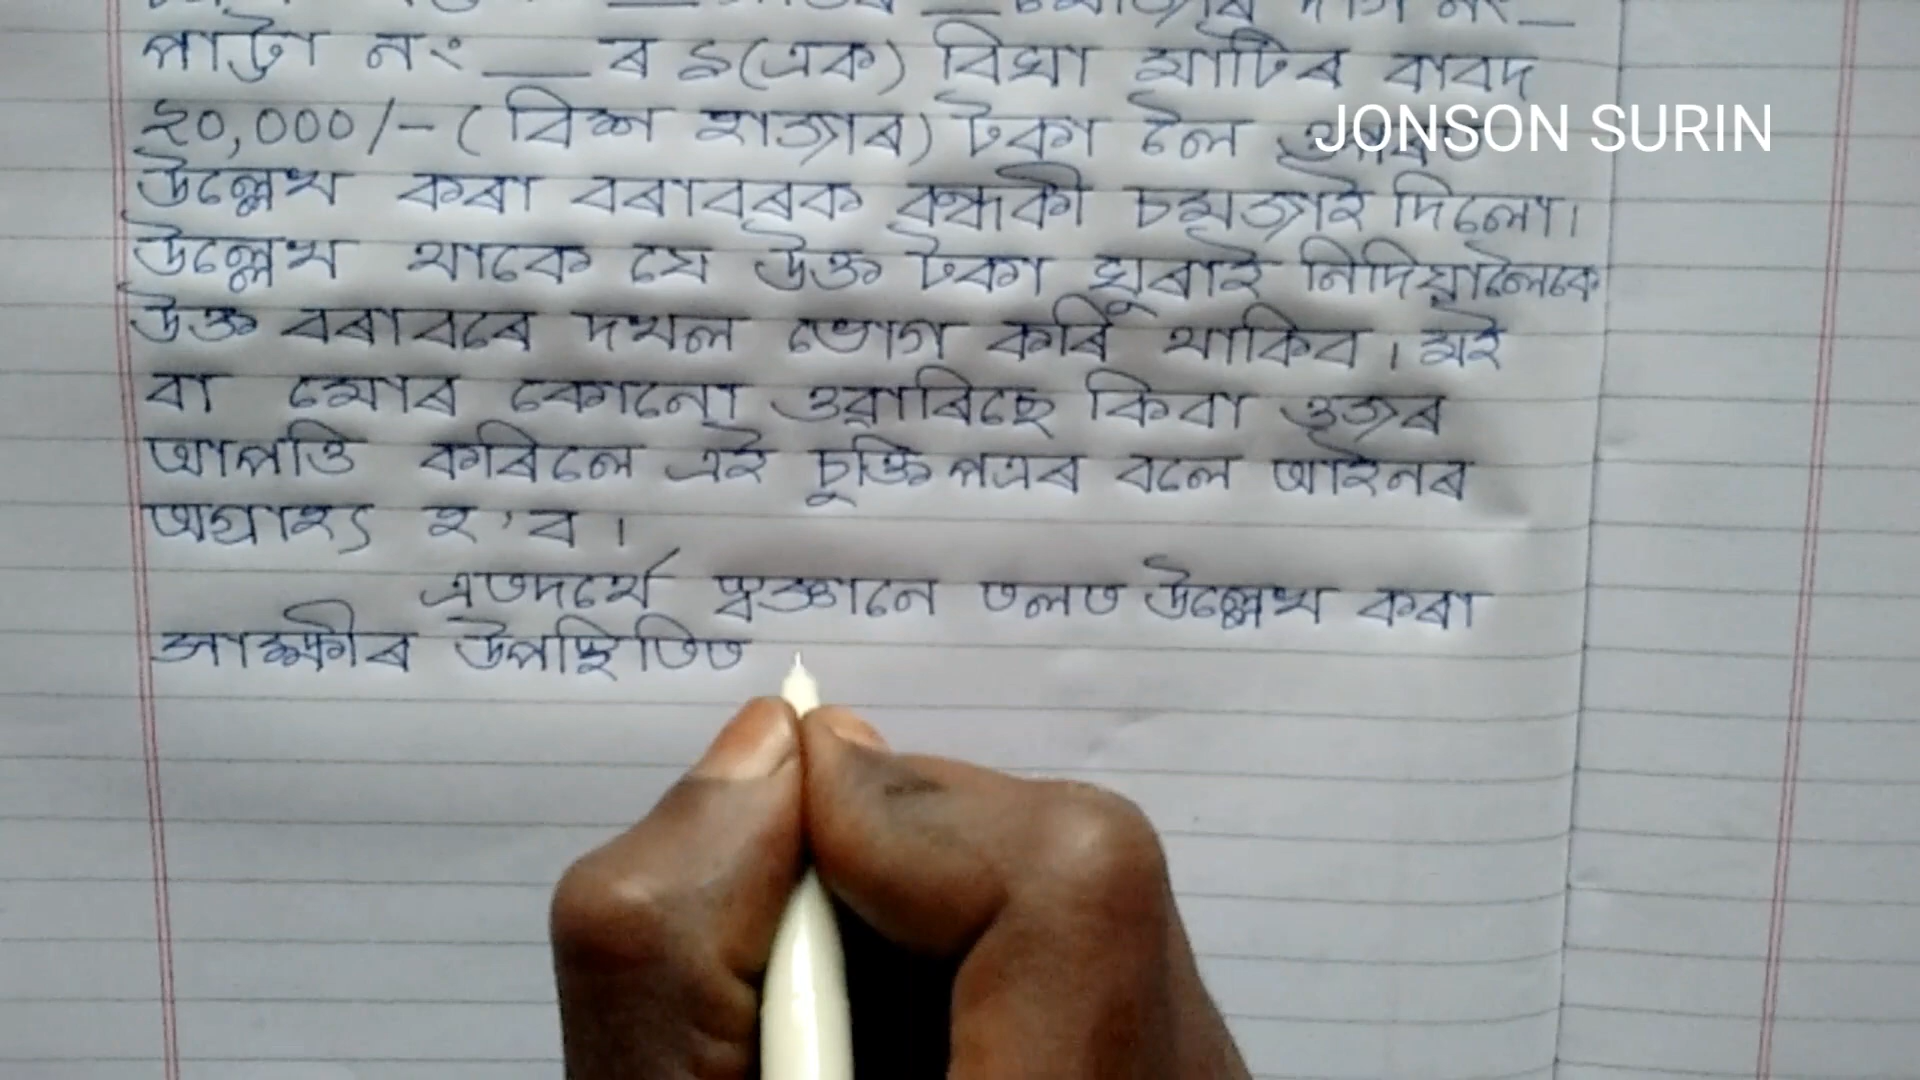 মৌজাৰ দাগ নং __
পাট্টা নং __ ৰ ১(এক) বিঘা মাটিৰ বাবদ
২০,০০০/- (বিশ হাজাৰ) টকা লৈ
JONSON SURIN
উল্লেখ কৰা বৰাবৰক বন্ধকী চমজাই দিলো।
উল্লেখ থাকে যে উক্ত টকা ঘূৰাই নিদিয়ালৈকে
উক্ত বৰাবৰে দখল ভোগ কৰি থাকিব। মই
বা মোৰ কোনো ওৱাৰিছে কিবা ওজৰ
আপত্তি কৰিলে এই চুক্তি পত্ৰৰ বলে আইনৰ
অগ্ৰাহ্য হ'ব।
এতদৰ্থে স্বজ্ঞানে তলত উল্লেখ কৰা
সাক্ষীৰ উপস্থিতিত